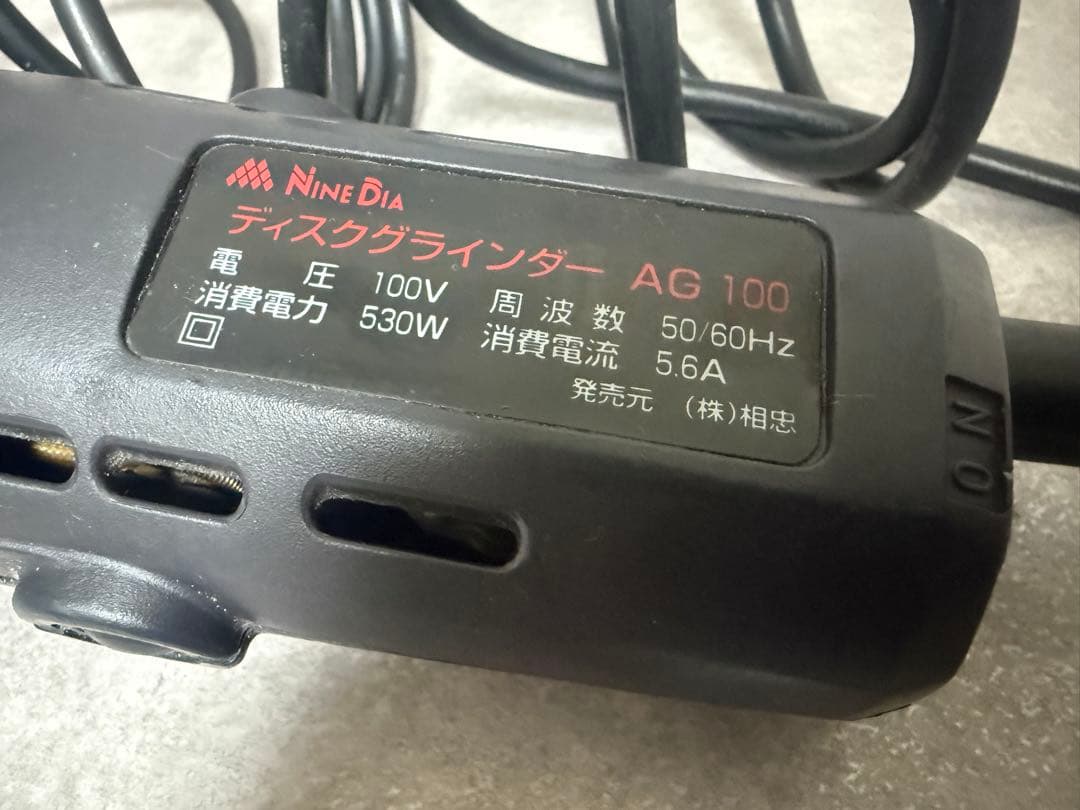 NINE DIA
ディスクグラインダー AG 100
電 圧 100V 周 波 数 50/60Hz
消費電力 530W 消費電流 5.6A
発売元 (株)相忠
ON